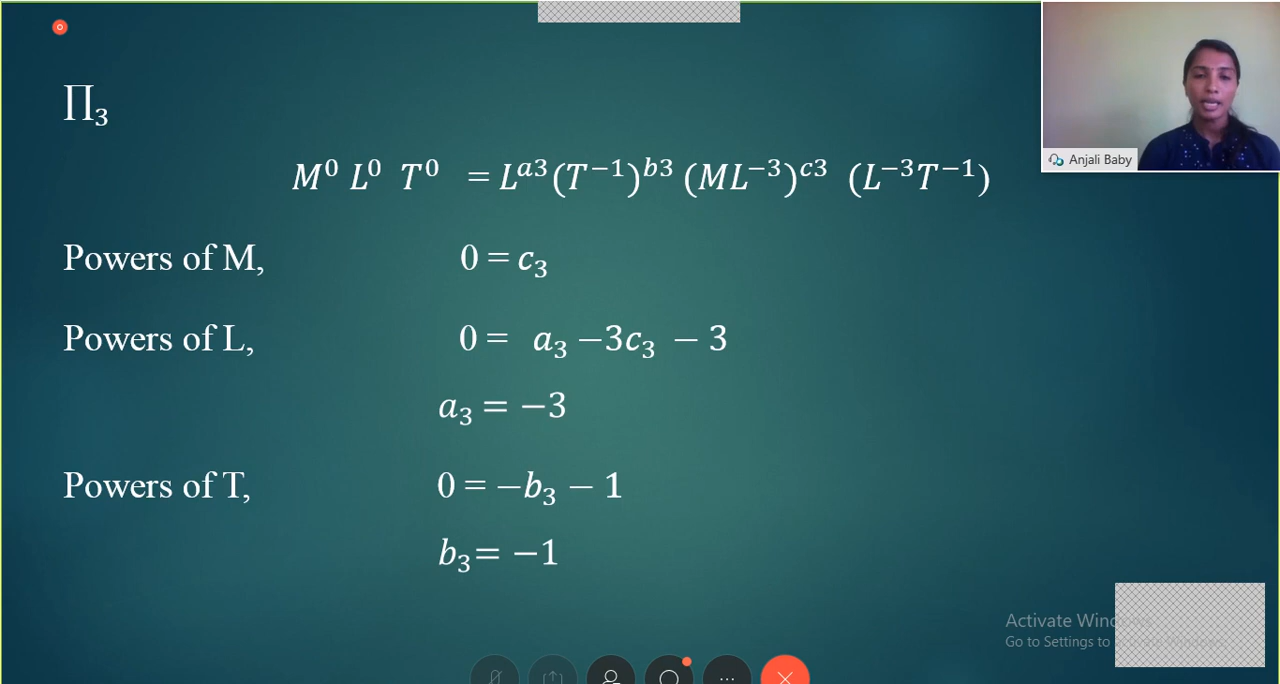 Π₃
M⁰ L⁰ T⁰ = Lᵃ³(T⁻¹)ᵇ³ (ML⁻³)ᶜ³ (L⁻³T⁻¹)
Powers of M, 0 = c₃
Powers of L, 0 = a₃ −3c₃ − 3
a₃ = −3
Powers of T, 0 = −b₃ − 1
b₃= −1
Anjali Baby
Activate
Go to Settings to